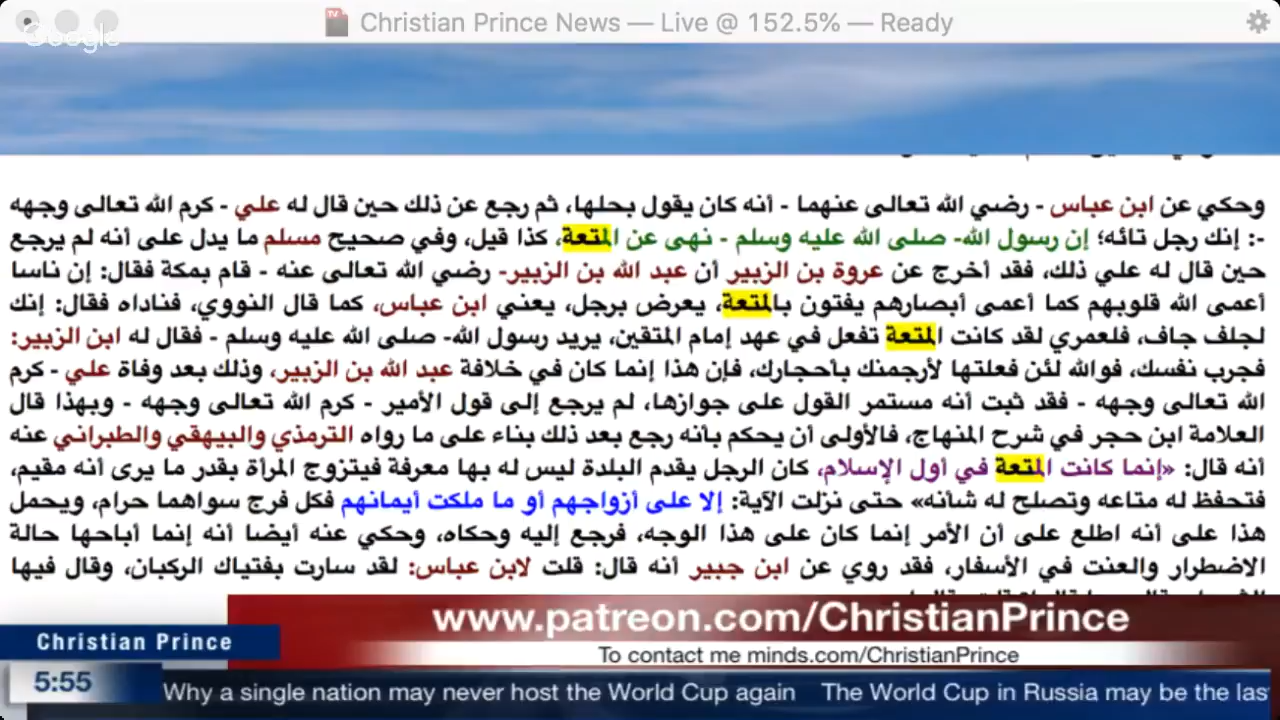 Christian Prince News — Live @ 152.5% — Ready
Google
وحكي عن ابن عباس - رضي الله تعالى عنهما - أنه كان يقول بحلها، ثم رجع عن ذلك حين قال له علي - كرم الله تعالى وجهه
-: إنك رجل تائه؛ إن رسول الله- صلى الله عليه وسلم - نهى عن المتعة، كذا قيل، وفي صحيح مسلم ما يدل على أنه لم يرجع
حين قال له علي ذلك، فقد أخرج عن عروة بن الزبير أن عبد الله بن الزبير- رضي الله تعالى عنه - قام بمكة فقال: إن ناسا
أعمى الله قلوبهم كما أعمى أبصارهم يفتون بالمتعة، يعرض برجل، يعني ابن عباس، كما قال النووي، فناداه فقال: إنك
لجلف جاف، فلعمري لقد كانت المتعة تفعل في عهد إمام المتقين، يريد رسول الله- صلى الله عليه وسلم - فقال له ابن الزبير:
فجرب نفسك، فوالله لئن فعلتها لأرجمنك بأحجارك، فإن هذا إنما كان في خلافة عبد الله بن الزبير، وذلك بعد وفاة علي - كرم
الله تعالى وجهه - فقد ثبت أنه مستمر القول على جوازها، لم يرجع إلى قول الأمير - كرم الله تعالى وجهه - وبهذا قال
العلامة ابن حجر في شرح المنهاج، فالأولى أن يحكم بأنه رجع بعد ذلك بناء على ما رواه الترمذي والبيهقي والطبراني عنه
أنه قال: «إنما كانت المتعة في أول الإسلام، كان الرجل يقدم البلدة ليس له بها معرفة فيتزوج المرأة بقدر ما يرى أنه مقيم،
فتحفظ له متاعه وتصلح له شأنه» حتى نزلت الآية: إلا على أزواجهم أو ما ملكت أيمانهم فكل فرج سواهما حرام، ويحمل
هذا على أنه اطلع على أن الأمر إنما كان على هذا الوجه، فرجع إليه وحكاه، وحكي عنه أيضا أنه إنما أباحها حالة
الاضطرار والعنت في الأسفار، فقد روي عن ابن جبير أنه قال: قلت لابن عباس: لقد سارت بفتياك الركبان، وقال فيها
www.patreon.com/ChristianPrince
Christian Prince
To contact me minds.com/ChristianPrince
5:55
Why a single nation may never host the World Cup again The World Cup in Russia may be the las